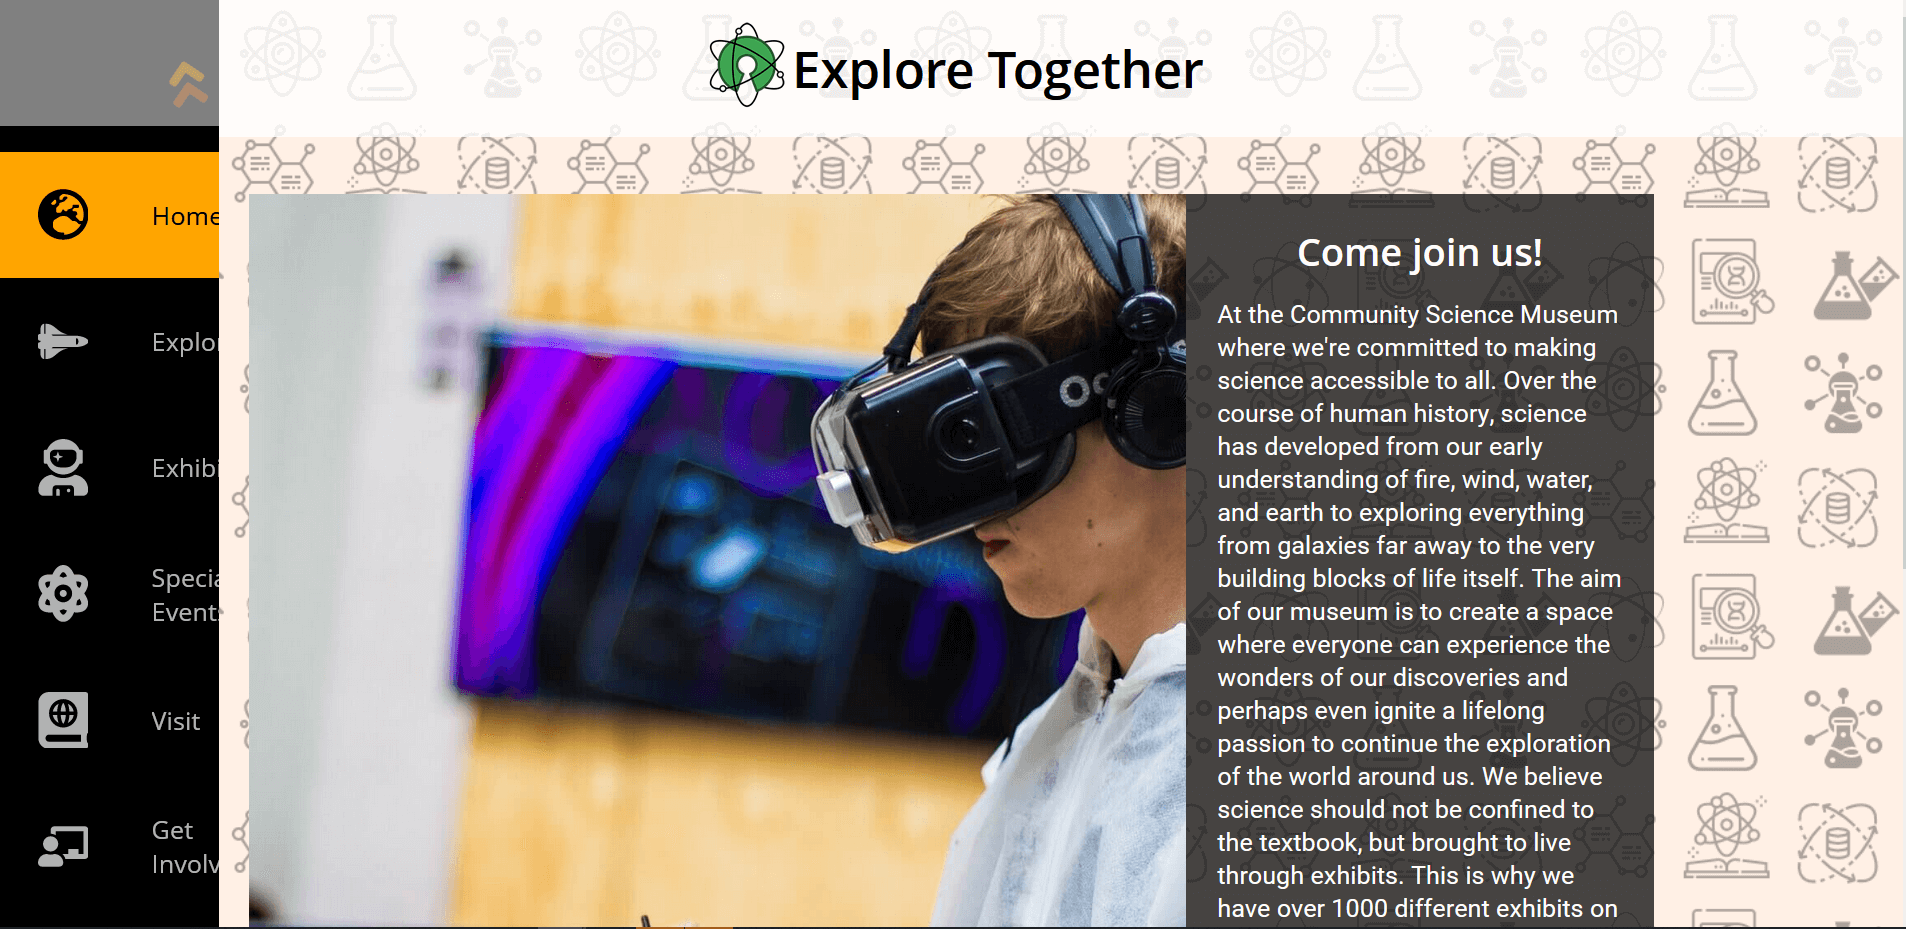 Explore Together
Home
Explor
Exhibi
Specia
Event
Visit
Get
Involv
Come join us!
At the Community Science Museum
where we're committed to making
science accessible to all. Over the
course of human history, science
has developed from our early
understanding of fire, wind, water,
and earth to exploring everything
from galaxies far away to the very
building blocks of life itself. The aim
of our museum is to create a space
where everyone can experience the
wonders of our discoveries and
perhaps even ignite a lifelong
passion to continue the exploration
of the world around us. We believe
science should not be confined to
the textbook, but brought to live
through exhibits. This is why we
have over 1000 different exhibits on